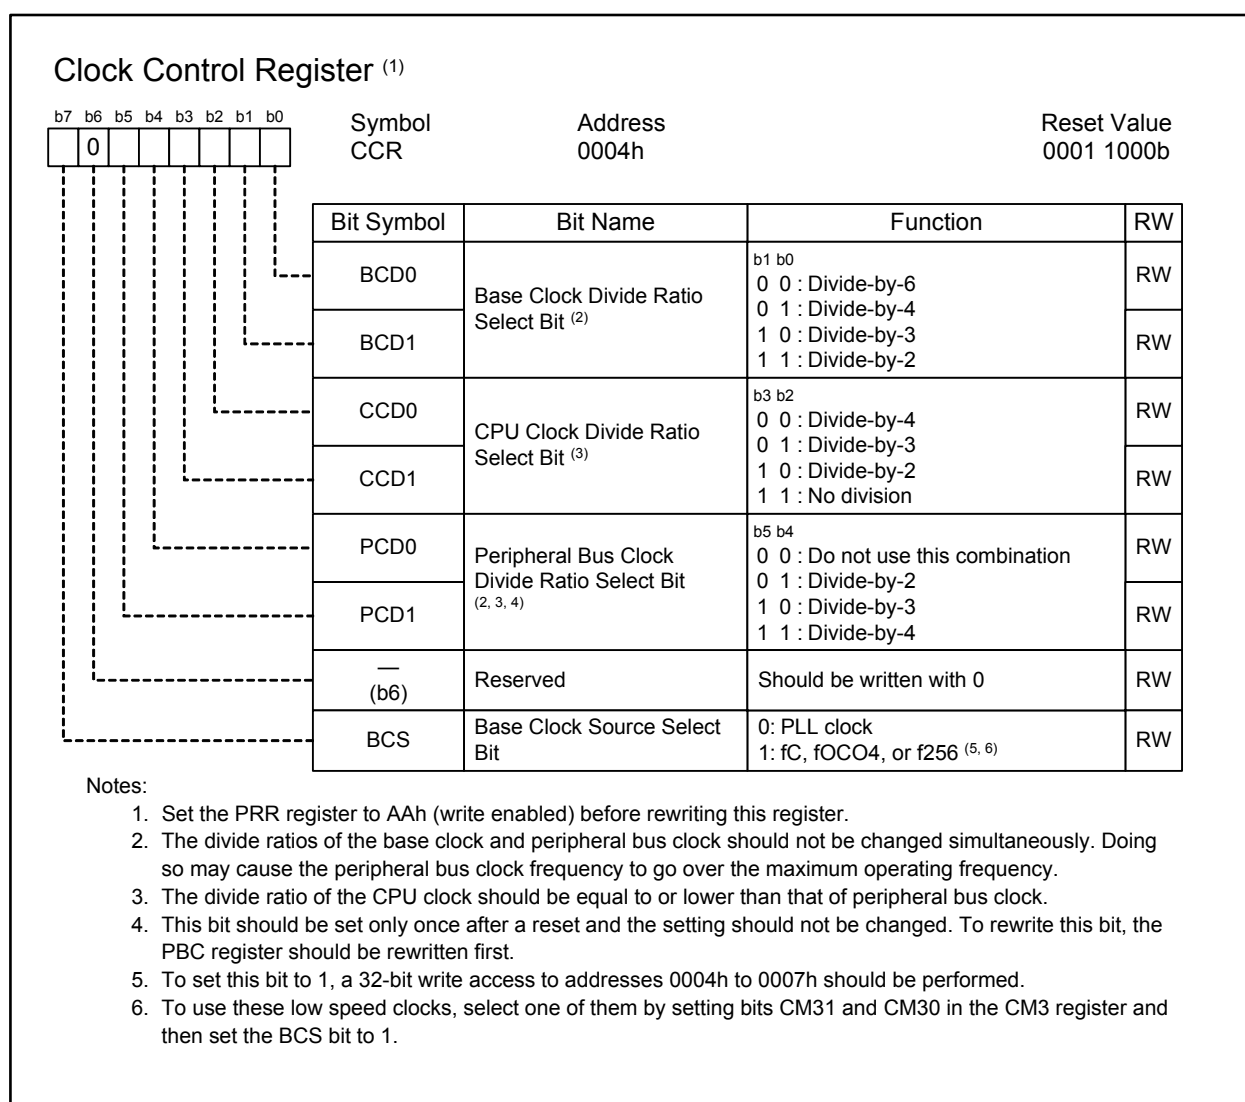 Clock Control Register (1)
b7 b6 b5 b4 b3 b2 b1 b0
0
Symbol Address Reset Value
CCR 0004h 0001 1000b
Bit Symbol Bit Name Function RW
BCD0
BCD1
Base Clock Divide Ratio
Select Bit (2)
b1 b0
0 0 : Divide-by-6
0 1 : Divide-by-4
1 0 : Divide-by-3
1 1 : Divide-by-2
RW
RW
CCD0
CCD1
CPU Clock Divide Ratio
Select Bit (3)
b3 b2
0 0 : Divide-by-4
0 1 : Divide-by-3
1 0 : Divide-by-2
1 1 : No division
RW
RW
PCD0
PCD1
Peripheral Bus Clock
Divide Ratio Select Bit
(2, 3, 4)
b5 b4
0 0 : Do not use this combination
0 1 : Divide-by-2
1 0 : Divide-by-3
1 1 : Divide-by-4
RW
RW
—
(b6)
Reserved
Should be written with 0
RW
BCS
Base Clock Source Select
Bit
0: PLL clock
1: fC, fOCO4, or f256 (5, 6)
RW
Notes:
1. Set the PRR register to AAh (write enabled) before rewriting this register.
2. The divide ratios of the base clock and peripheral bus clock should not be changed simultaneously. Doing
so may cause the peripheral bus clock frequency to go over the maximum operating frequency.
3. The divide ratio of the CPU clock should be equal to or lower than that of peripheral bus clock.
4. This bit should be set only once after a reset and the setting should not be changed. To rewrite this bit, the
PBC register should be rewritten first.
5. To set this bit to 1, a 32-bit write access to addresses 0004h to 0007h should be performed.
6. To use these low speed clocks, select one of them by setting bits CM31 and CM30 in the CM3 register and
then set the BCS bit to 1.